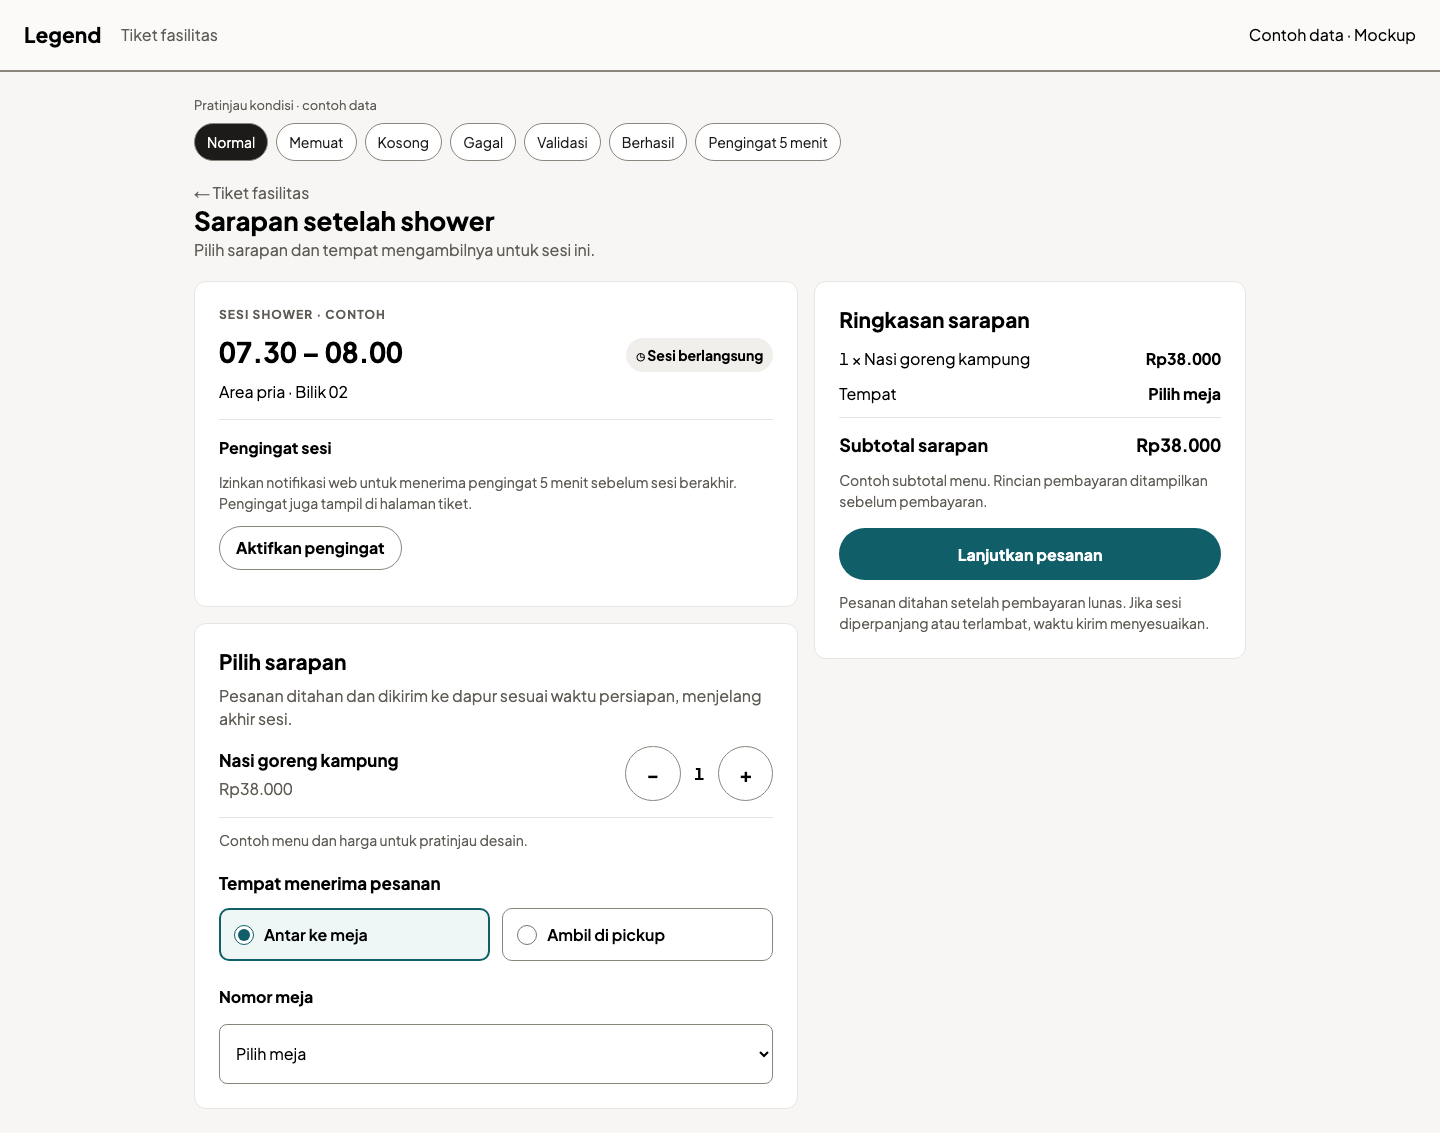 Legend
Tiket fasilitas
Contoh data · Mockup
Pratinjau kondisi · contoh data
Normal
Memuat
Kosong
Gagal
Validasi
Berhasil
Pengingat 5 menit
← Tiket fasilitas
Sarapan setelah shower
Pilih sarapan dan tempat mengambilnya untuk sesi ini.
SESI SHOWER · CONTOH
07.30 – 08.00
Sesi berlangsung
Area pria · Bilik 02
Pengingat sesi
Izinkan notifikasi web untuk menerima pengingat 5 menit sebelum sesi berakhir.
Pengingat juga tampil di halaman tiket.
Aktifkan pengingat
Pilih sarapan
Pesanan ditahan dan dikirim ke dapur sesuai waktu persiapan, menjelang
akhir sesi.
Nasi goreng kampung
Rp38.000
– 1 +
Contoh menu dan harga untuk pratinjau desain.
Tempat menerima pesanan
Antar ke meja
Ambil di pickup
Nomor meja
Pilih meja
Ringkasan sarapan
1 × Nasi goreng kampung Rp38.000
Tempat Pilih meja
Subtotal sarapan Rp38.000
Contoh subtotal menu. Rincian pembayaran ditampilkan
sebelum pembayaran.
Lanjutkan pesanan
Pesanan ditahan setelah pembayaran lunas. Jika sesi
diperpanjang atau terlambat, waktu kirim menyesuaikan.